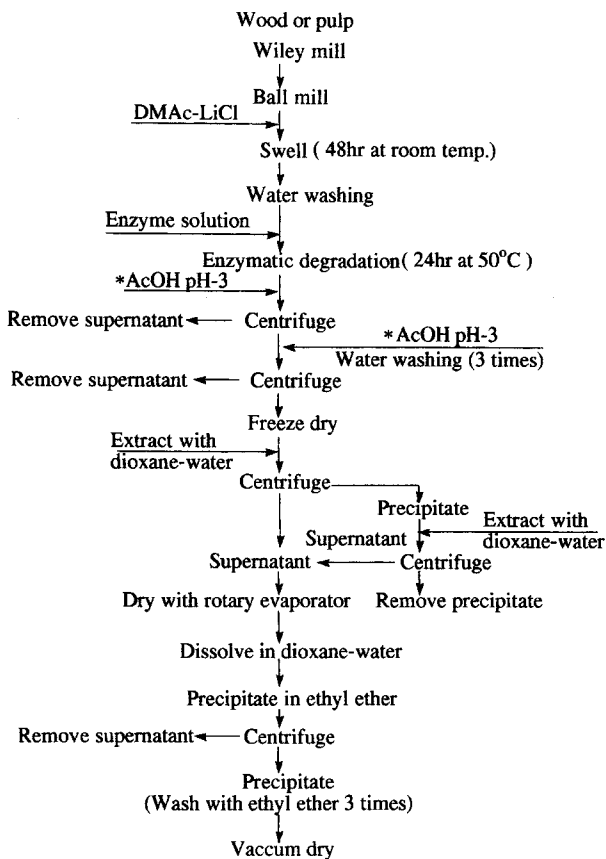 Wood or pulp
Wiley mill
Ball mill
DMAc-LiCl
Swell ( 48hr at room temp.)
Water washing
Enzyme solution
Enzymatic degradation( 24hr at 50°C )
*AcOH pH-3
Remove supernatant
Centrifuge
*AcOH pH-3
Water washing (3 times)
Remove supernatant
Centrifuge
Freeze dry
Extract with
dioxane-water
Centrifuge
Precipitate
Extract with
dioxane-water
Supernatant
Supernatant
Centrifuge
Dry with rotary evaporator
Remove precipitate
Dissolve in dioxane-water
Precipitate in ethyl ether
Remove supernatant
Centrifuge
Precipitate
(Wash with ethyl ether 3 times)
Vaccum dry